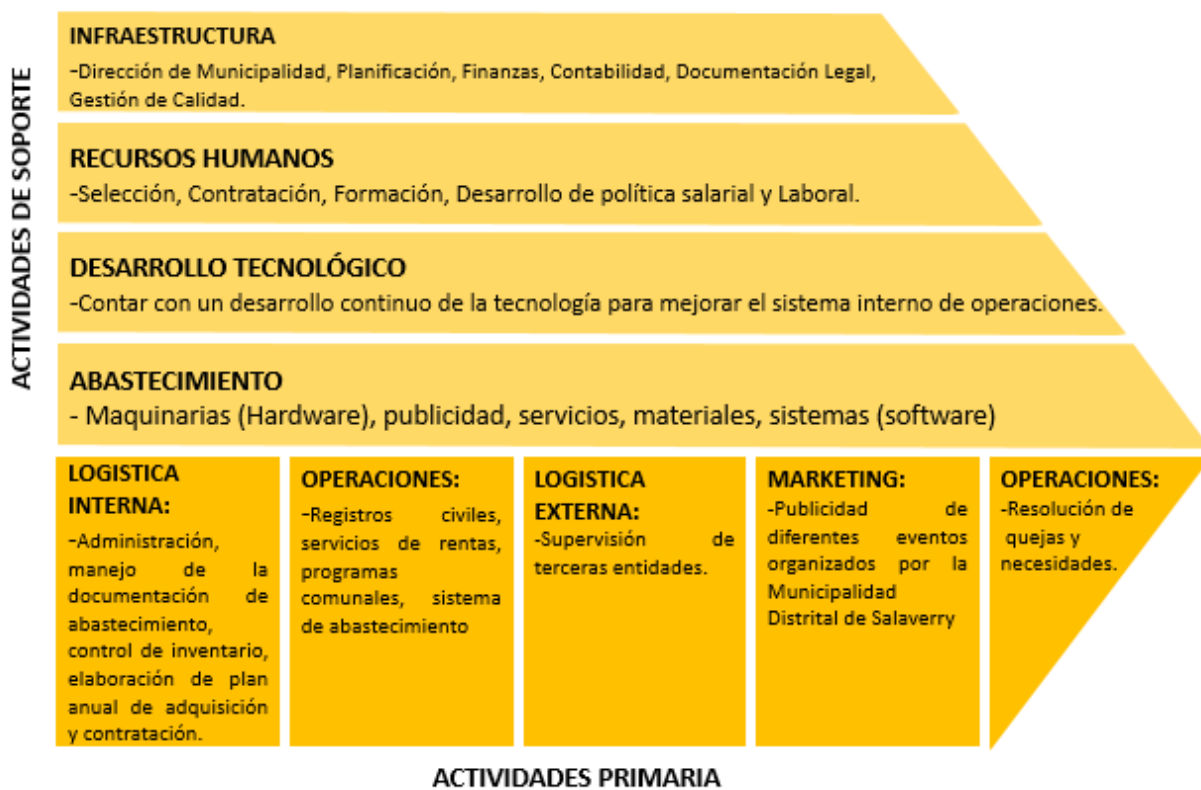 ACTIVIDADES DE SOPORTE
INFRAESTRUCTURA
-Dirección de Municipalidad, Planificación, Finanzas, Contabilidad, Documentación Legal,
Gestión de Calidad.
RECURSOS HUMANOS
-Selección, Contratación, Formación, Desarrollo de política salarial y Laboral.
DESARROLLO TECNOLÓGICO
-Contar con un desarrollo continuo de la tecnología para mejorar el sistema interno de operaciones.
ABASTECIMIENTO
- Maquinarias (Hardware), publicidad, servicios, materiales, sistemas (software)
LOGISTICA
INTERNA:
-Administración,
manejo de la
documentación de
abastecimiento,
control de inventario,
elaboración de plan
anual de adquisición
y contratación.
OPERACIONES:
-Registros civiles,
servicios de rentas,
programas
comunales, sistema
de abastecimiento
LOGISTICA
EXTERNA:
-Supervisión de
terceras entidades.
MARKETING:
-Publicidad de
diferentes eventos
organizados por la
Municipalidad
Distrital de Salaverry
OPERACIONES:
-Resolución de
quejas y
necesidades.
ACTIVIDADES PRIMARIA